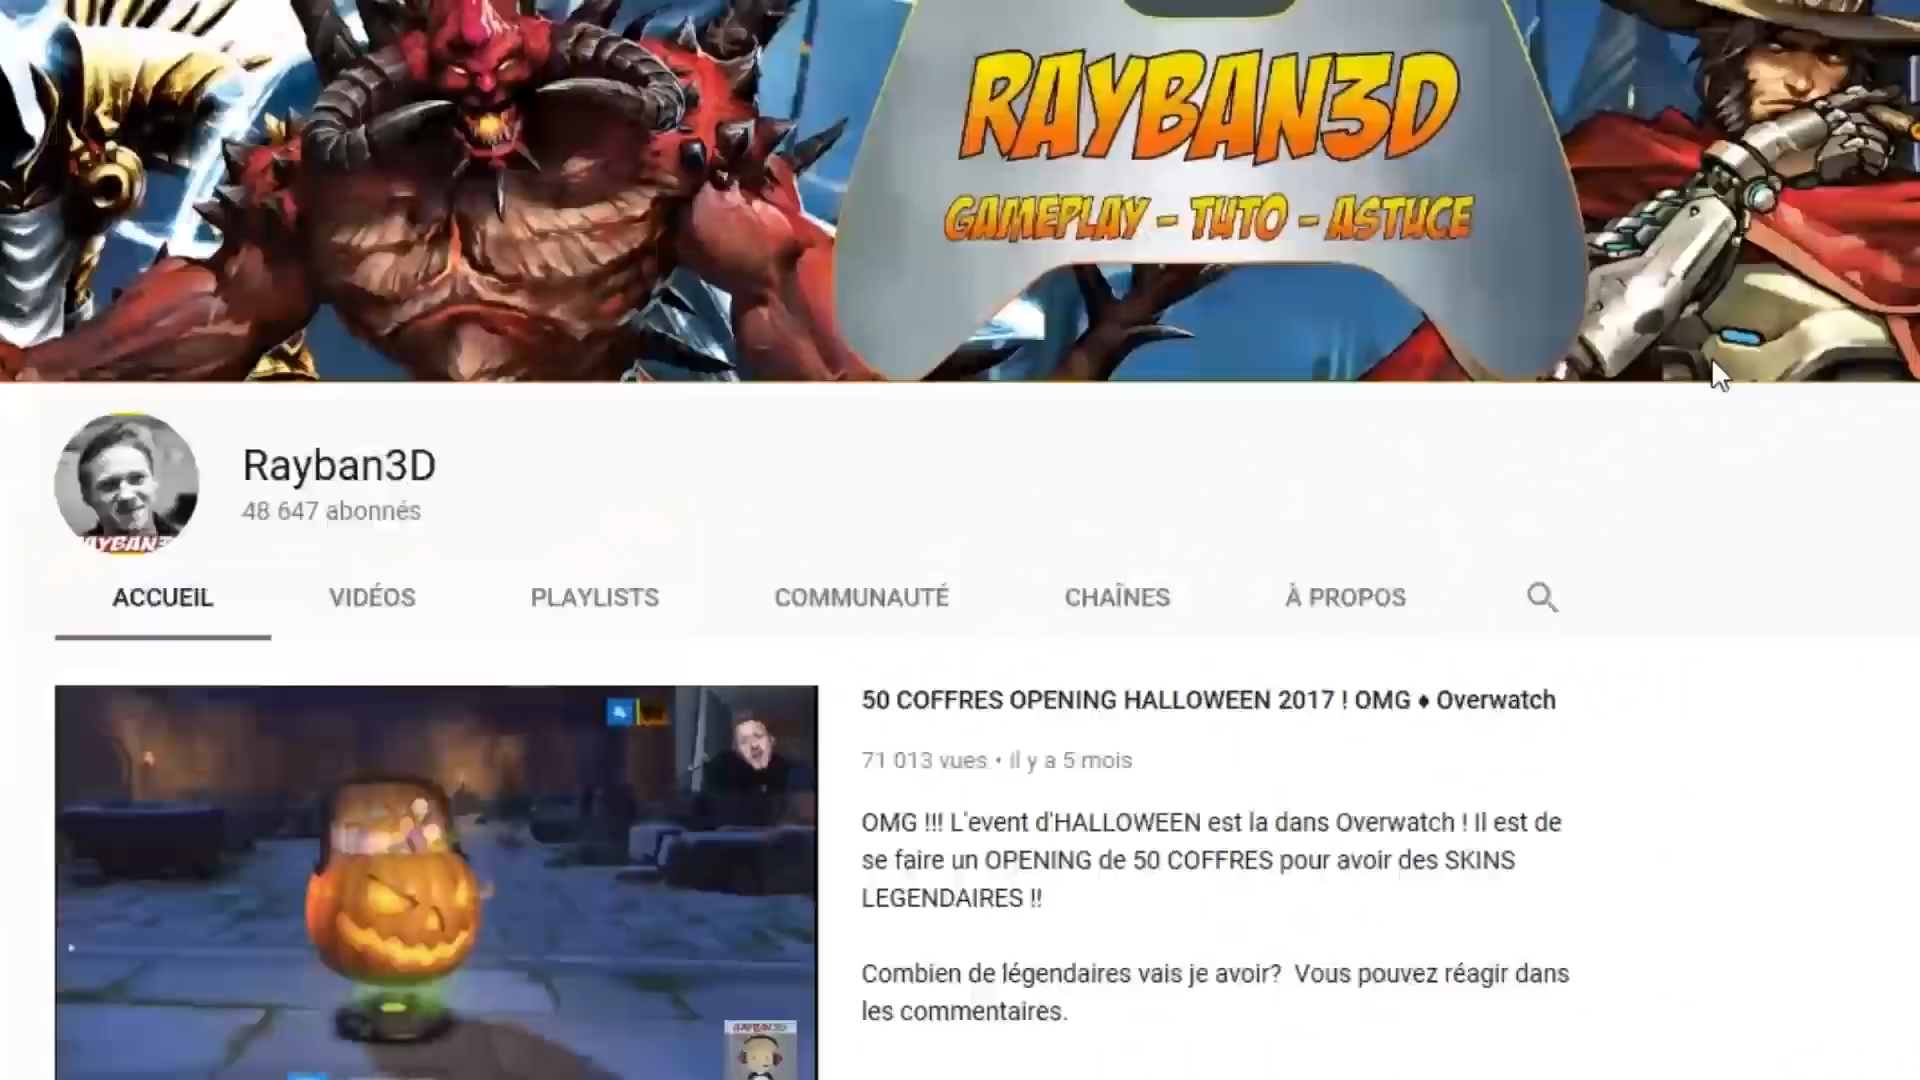 RAYBAN3D
GAMEPLAY - TUTO - ASTUCE
Rayban3D
48 647 abonnés
ACCUEIL
VIDÉOS
PLAYLISTS
COMMUNAUTÉ
CHAÎNES
À PROPOS
50 COFFRES OPENING HALLOWEEN 2017 ! OMG ♦ Overwatch
71 013 vues • il y a 5 mois
OMG !!! L'event d'HALLOWEEN est la dans Overwatch ! Il est de
se faire un OPENING de 50 COFFRES pour avoir des SKINS
LEGENDAIRES !!
Combien de légendaires vais je avoir?  Vous pouvez réagir dans
les commentaires.
RAYBAN3D